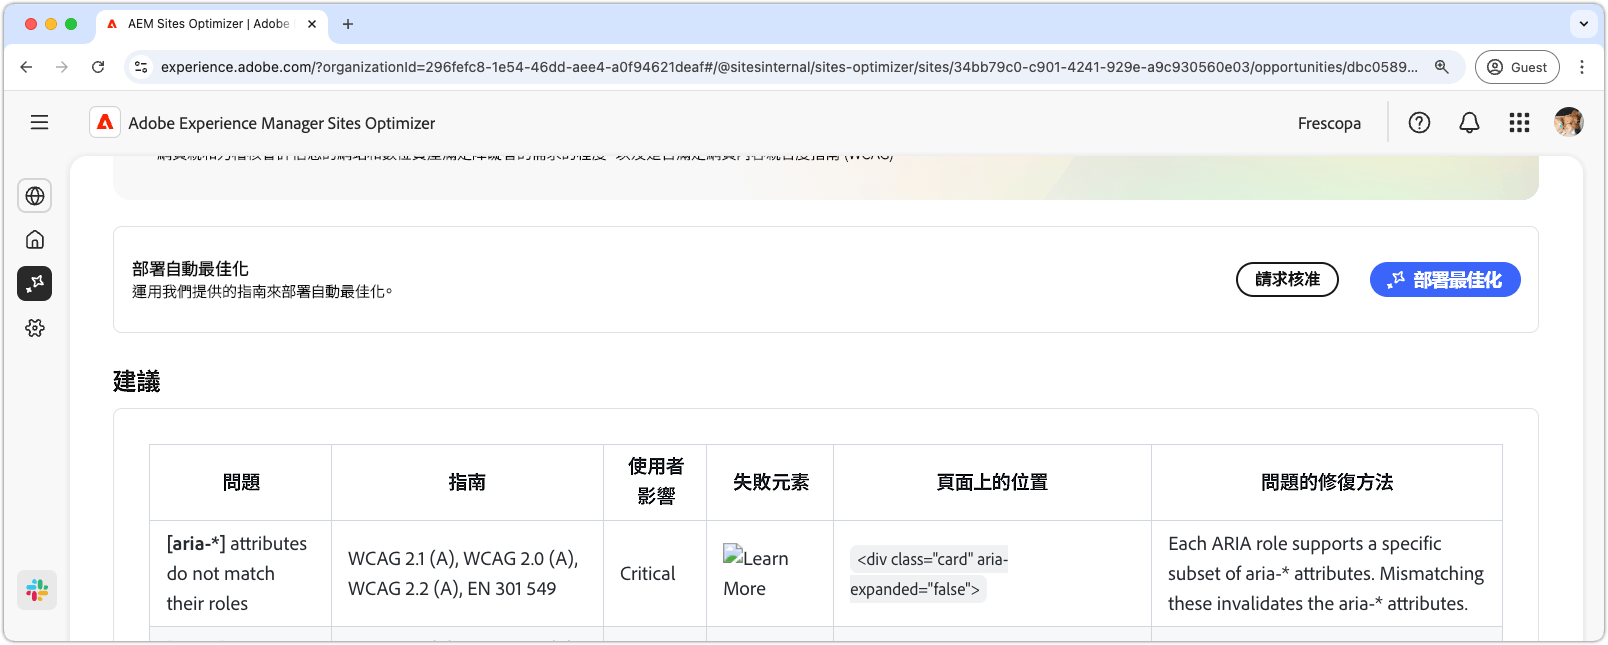 AEM Sites Optimizer | Adobe
experience.adobe.com/?organizationId=296fefc8-1e54-46dd-aee4-a0f94621deaf#/@sitesinternal/sites-optimizer/sites/34bb79c0-c901-4241-929e-a9c930560e03/opportunities/dbc0589...
Guest
Adobe Experience Manager Sites Optimizer
Frescopa
部署自動最佳化
運用我們提供的指南來部署自動最佳化。
請求核准
部署最佳化
建議
問題
指南
使用者
影響
失敗元素
頁面上的位置
問題的修復方法
[aria-*] attributes
do not match
their roles
WCAG 2.1 (A), WCAG 2.0 (A),
WCAG 2.2 (A), EN 301 549
Critical
Learn
More
<div class="card" aria-
expanded="false">
Each ARIA role supports a specific
subset of aria-* attributes. Mismatching
these invalidates the aria-* attributes.